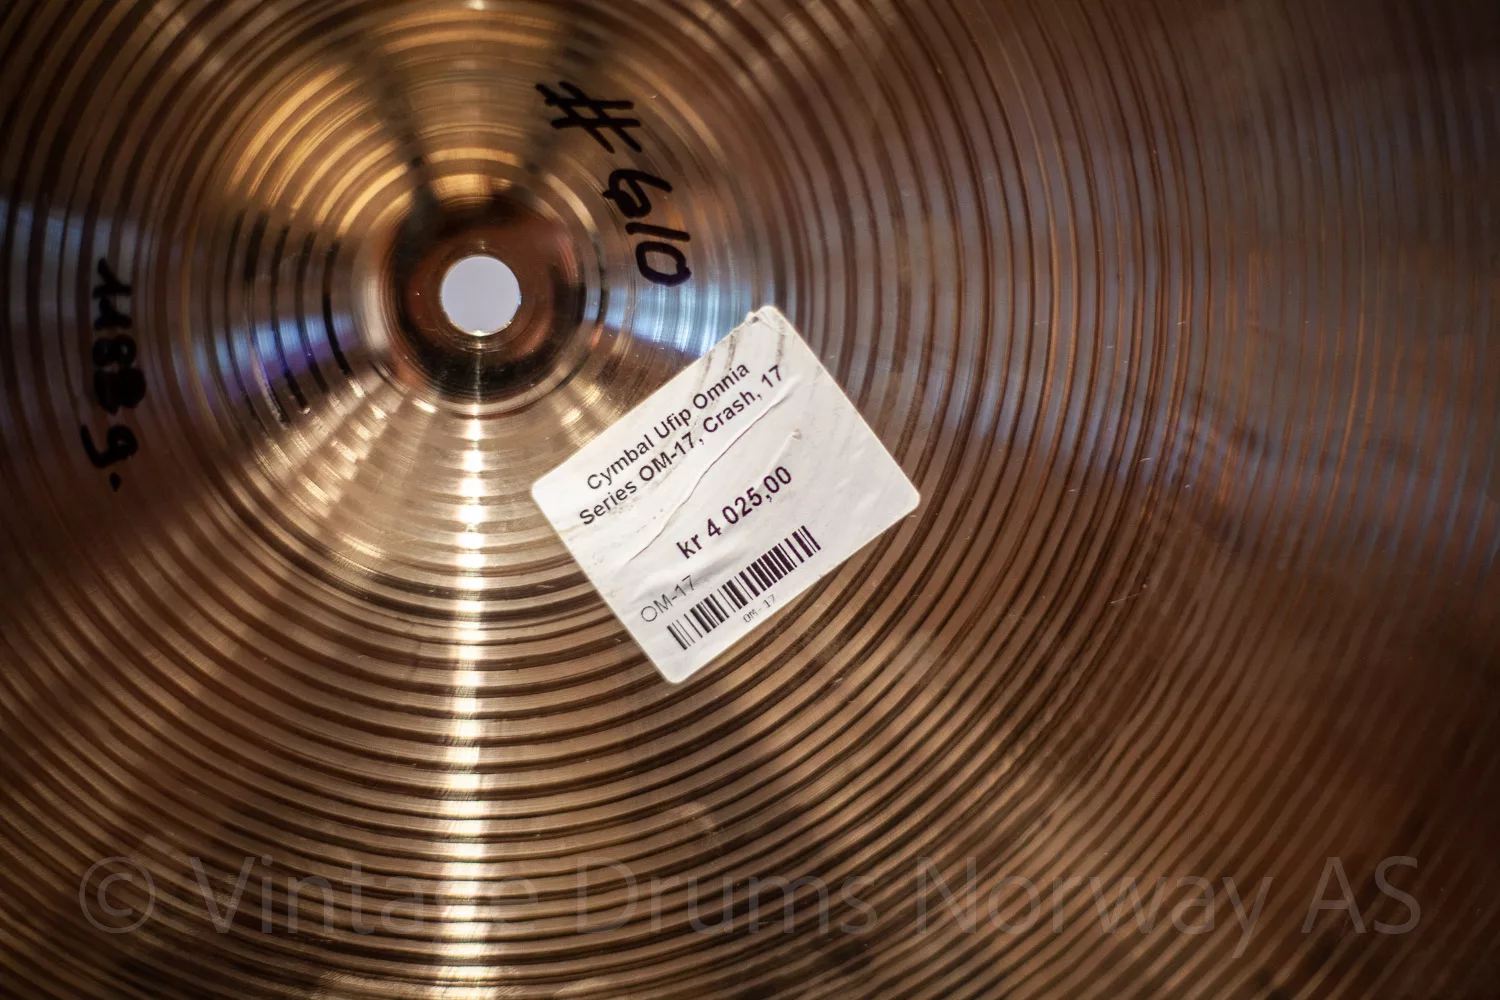 #610
1488g.
Cymbal Ufip Omnia
Series OM-17, Crash, 17
kr 4 025,00
OM-17
OM-17
© Vintage Drums Norway AS